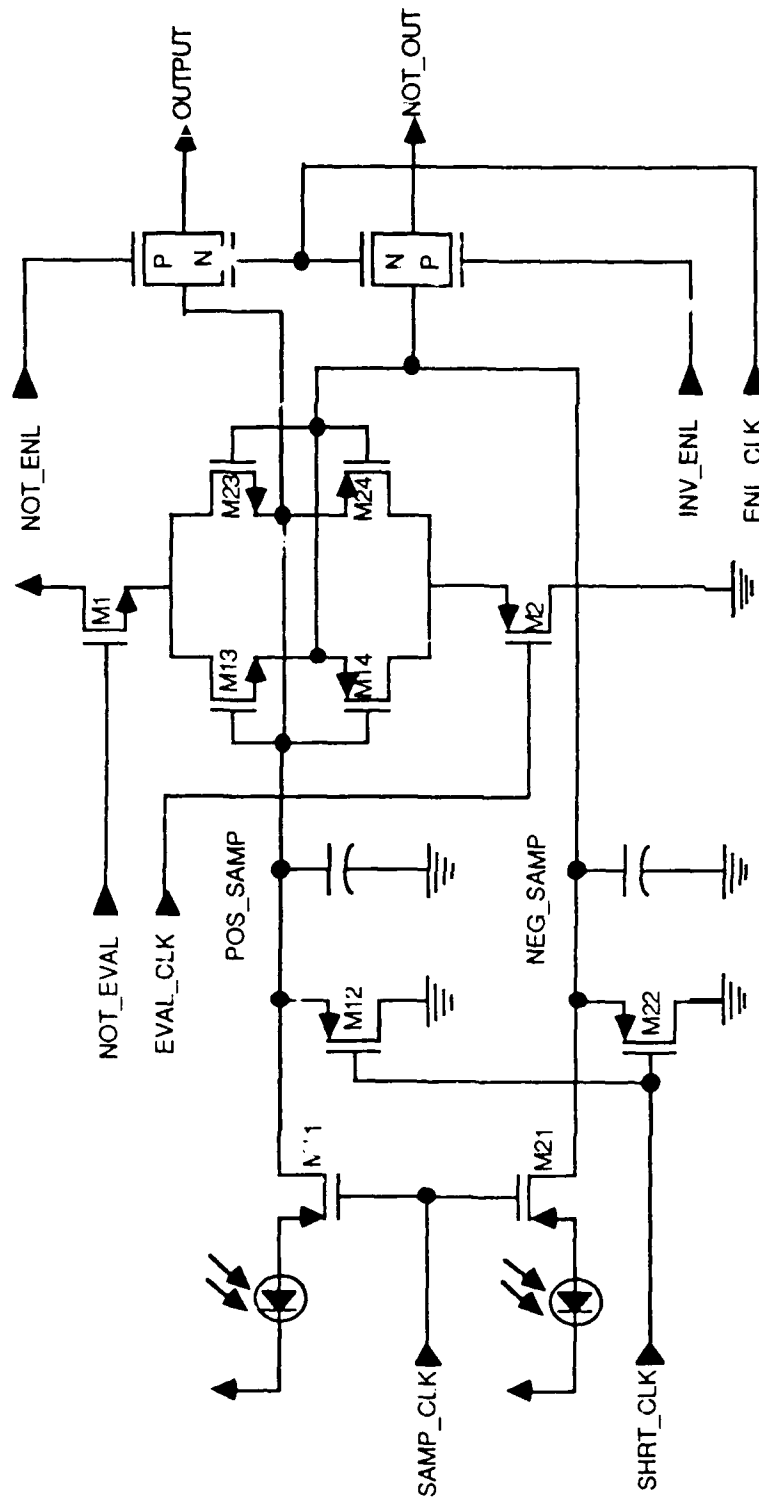 NOT_ENL
OUTPUT
P
N
NOT_OUT
N
P
INV_ENL
ENL_CLK
M1
M23
M13
M24
M14
M2
NOT_EVAL
EVAL_CLK
POS_SAMP
NEG_SAMP
M12
M22
M21
SAMP_CLK
SHRT_CLK